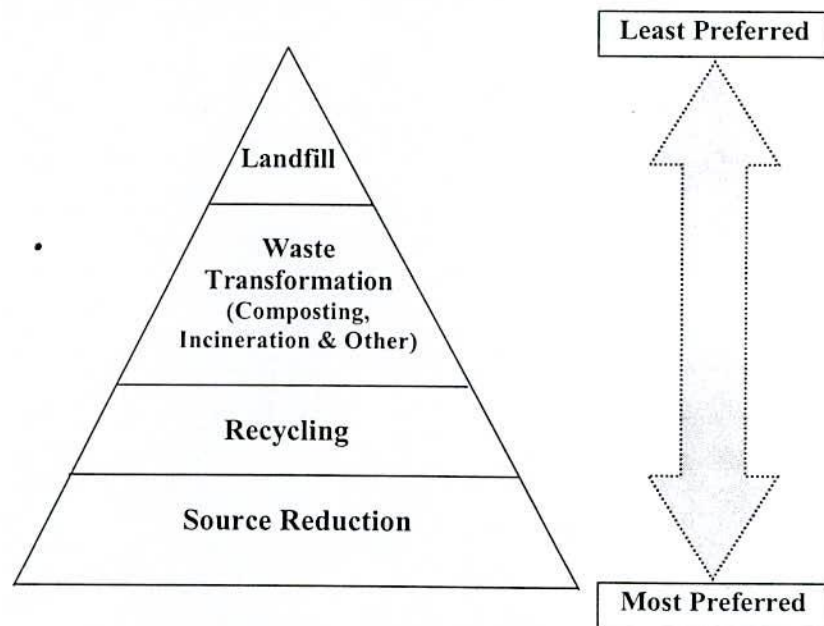 Least Preferred
Landfill
Waste
Transformation
(Composting,
Incineration & Other)
Recycling
Source Reduction
Most Preferred